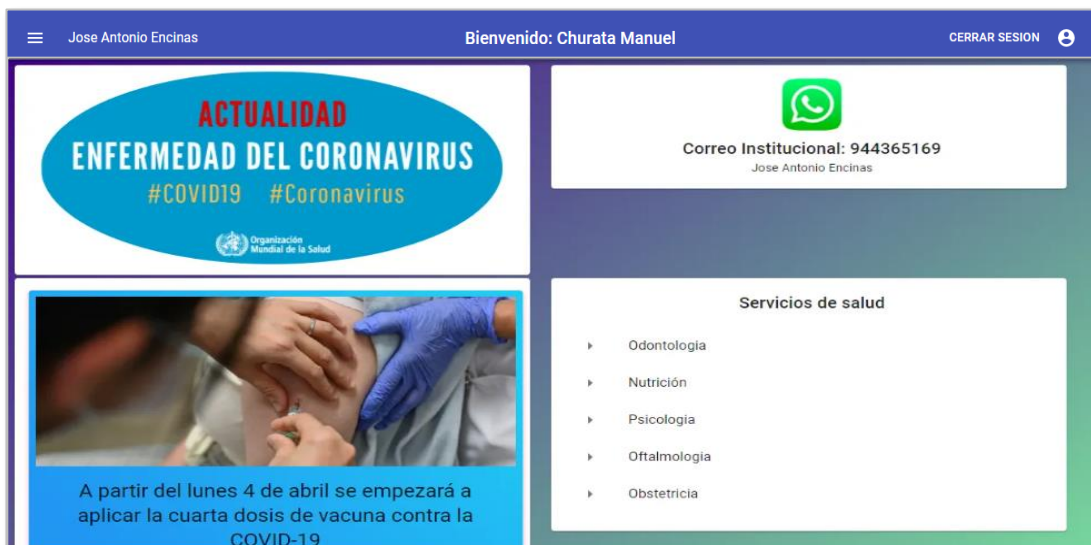 Jose Antonio Encinas
Bienvenido: Churata Manuel
CERRAR SESION
ACTUALIDAD
ENFERMEDAD DEL CORONAVIRUS
#COVID19 #Coronavirus
Organización
Mundial de la Salud
Correo Institucional: 944365169
Jose Antonio Encinas
A partir del lunes 4 de abril se empezará a
aplicar la cuarta dosis de vacuna contra la
COVID-19
Servicios de salud
Odontologia
Nutrición
Psicologia
Oftalmologia
Obstetricia